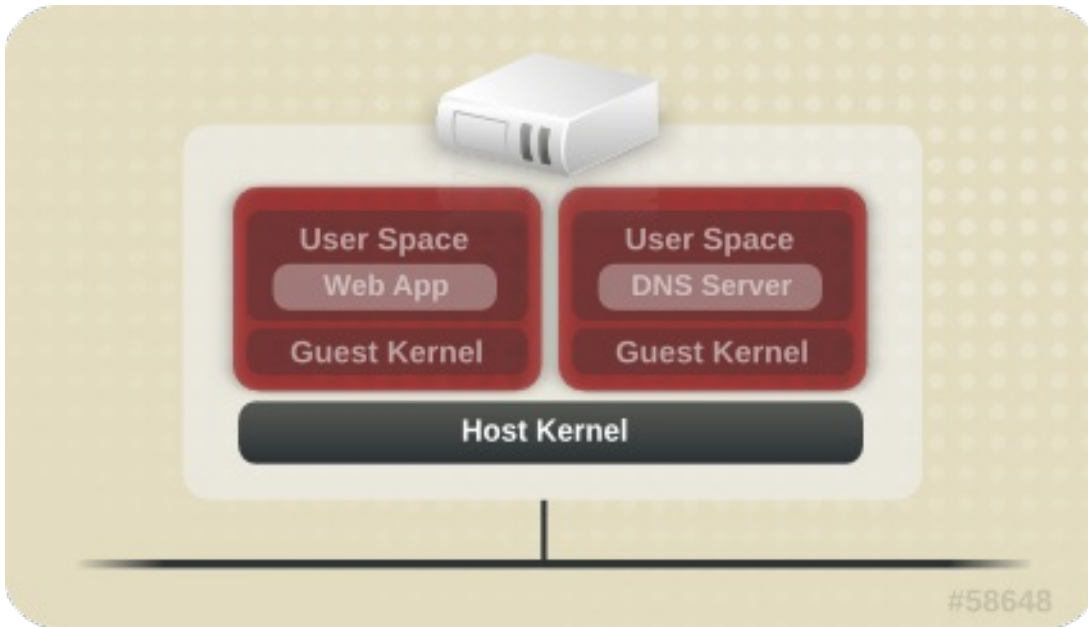 User Space
Web App
Guest Kernel
User Space
DNS Server
Guest Kernel
Host Kernel
#58648